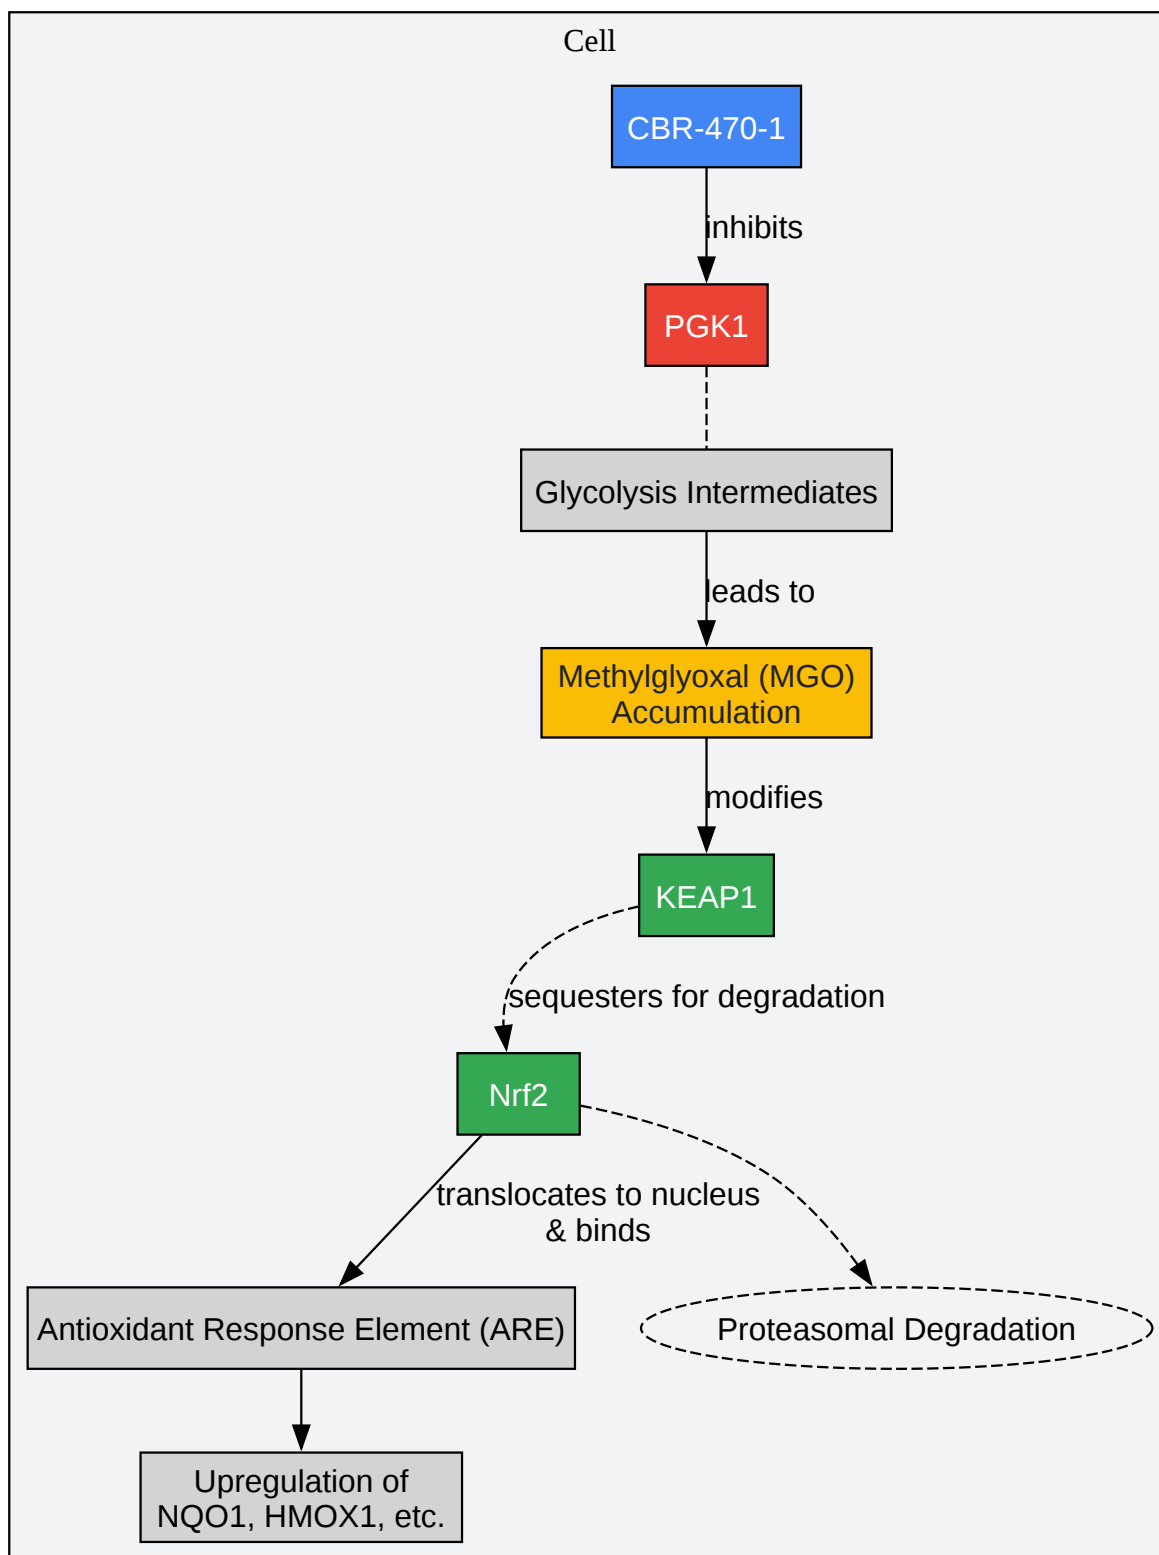 Cell
CBR-470-1
inhibits
PGK1
Glycolysis Intermediates
leads to
Methylglyoxal (MGO)
Accumulation
modifies
KEAP1
sequesters for degradation
Nrf2
translocates to nucleus
& binds
Antioxidant Response Element (ARE)
Proteasomal Degradation
Upregulation of
NQO1, HMOX1, etc.